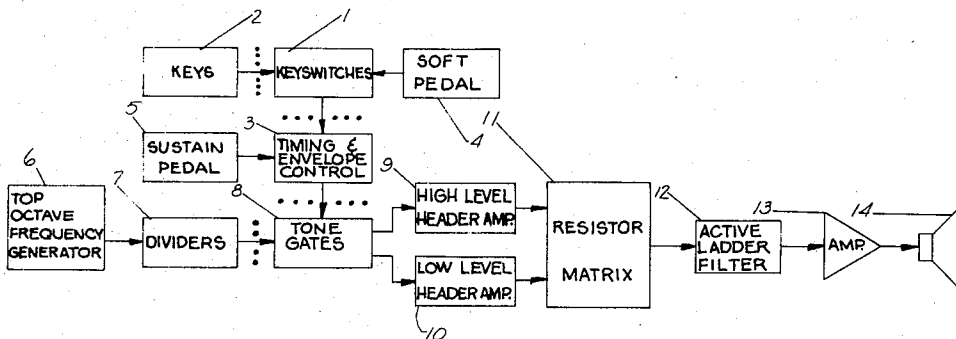 2
1
KEYS
KEYSWITCHES
SOFT
PEDAL
4
5
SUSTAIN
PEDAL
3
TIMING &
ENVELOPE
CONTROL
6
TOP
OCTAVE
FREQUENCY
GENERATOR
7
DIVIDERS
8
TONE
GATES
9
HIGH LEVEL
HEADER AMP.
LOW LEVEL
HEADER AMP.
10
11
RESISTOR
MATRIX
12
ACTIVE
LADDER
FILTER
13
AMP.
14